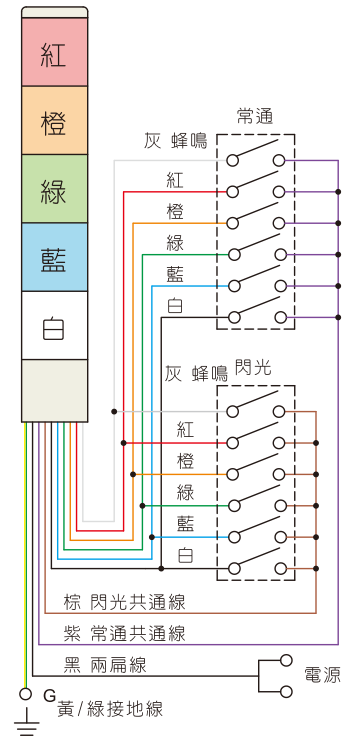 紅
橙
綠
藍
白
常通
灰 蜂鳴
紅
橙
綠
藍
白
灰 蜂鳴 閃光
紅
橙
綠
藍
白
棕 閃光共通線
紫 常通共通線
黑 兩扁線
電源
G
黃/綠接地線